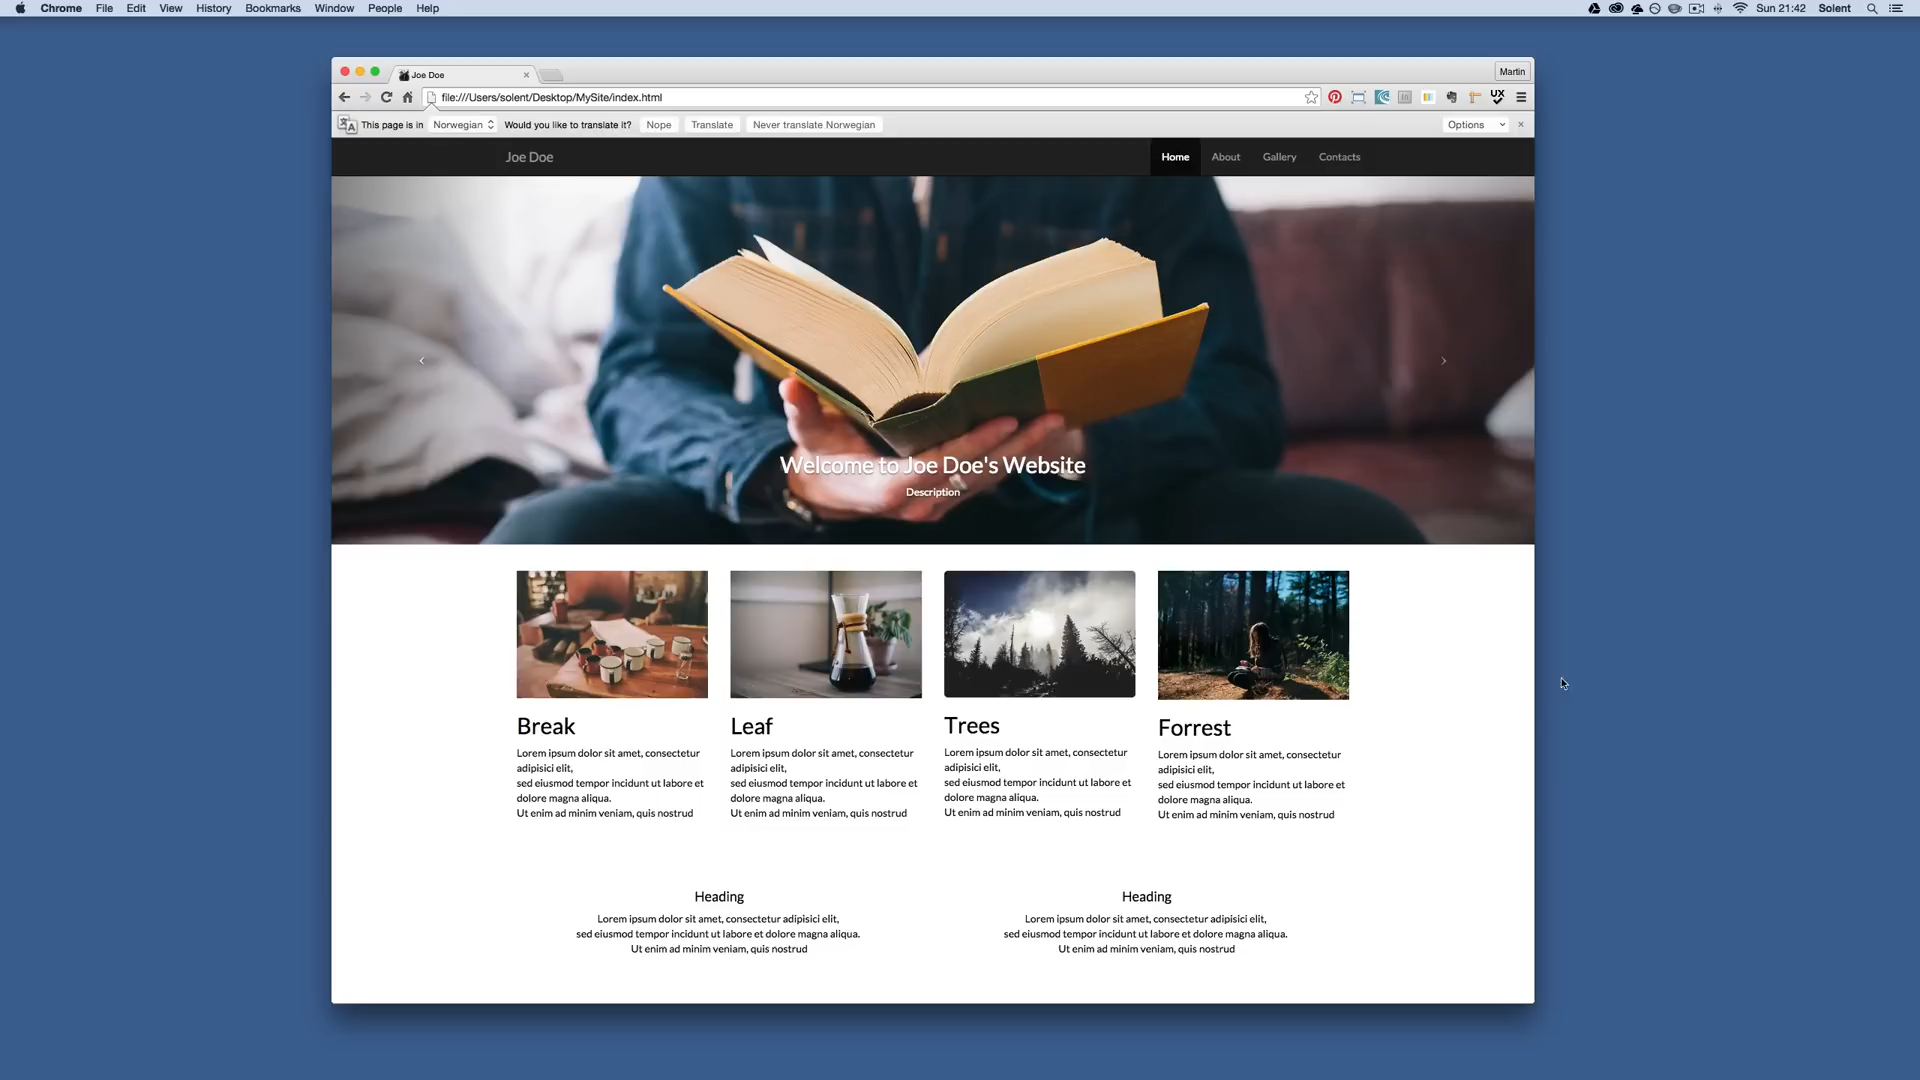 Chrome File Edit View History Bookmarks Window People Help Sun 21:42 Solent
Joe Doe Martin
file:///Users/solent/Desktop/MySite/index.html UX
This page is in Norwegian Would you like to translate it? Nope Translate Never translate Norwegian Options
Joe Doe Home About Gallery Contacts
Welcome to Joe Doe's Website
Description
Break
Lorem ipsum dolor sit amet, consectetur
adipisici elit,
sed eiusmod tempor incidunt ut labore et
dolore magna aliqua.
Ut enim ad minim veniam, quis nostrud
Leaf
Lorem ipsum dolor sit amet, consectetur
adipisici elit,
sed eiusmod tempor incidunt ut labore et
dolore magna aliqua.
Ut enim ad minim veniam, quis nostrud
Trees
Lorem ipsum dolor sit amet, consectetur
adipisici elit,
sed eiusmod tempor incidunt ut labore et
dolore magna aliqua.
Ut enim ad minim veniam, quis nostrud
Forrest
Lorem ipsum dolor sit amet, consectetur
adipisici elit,
sed eiusmod tempor incidunt ut labore et
dolore magna aliqua.
Ut enim ad minim veniam, quis nostrud
Heading
Lorem ipsum dolor sit amet, consectetur adipisici elit,
sed eiusmod tempor incidunt ut labore et dolore magna aliqua.
Ut enim ad minim veniam, quis nostrud
Heading
Lorem ipsum dolor sit amet, consectetur adipisici elit,
sed eiusmod tempor incidunt ut labore et dolore magna aliqua.
Ut enim ad minim veniam, quis nostrud